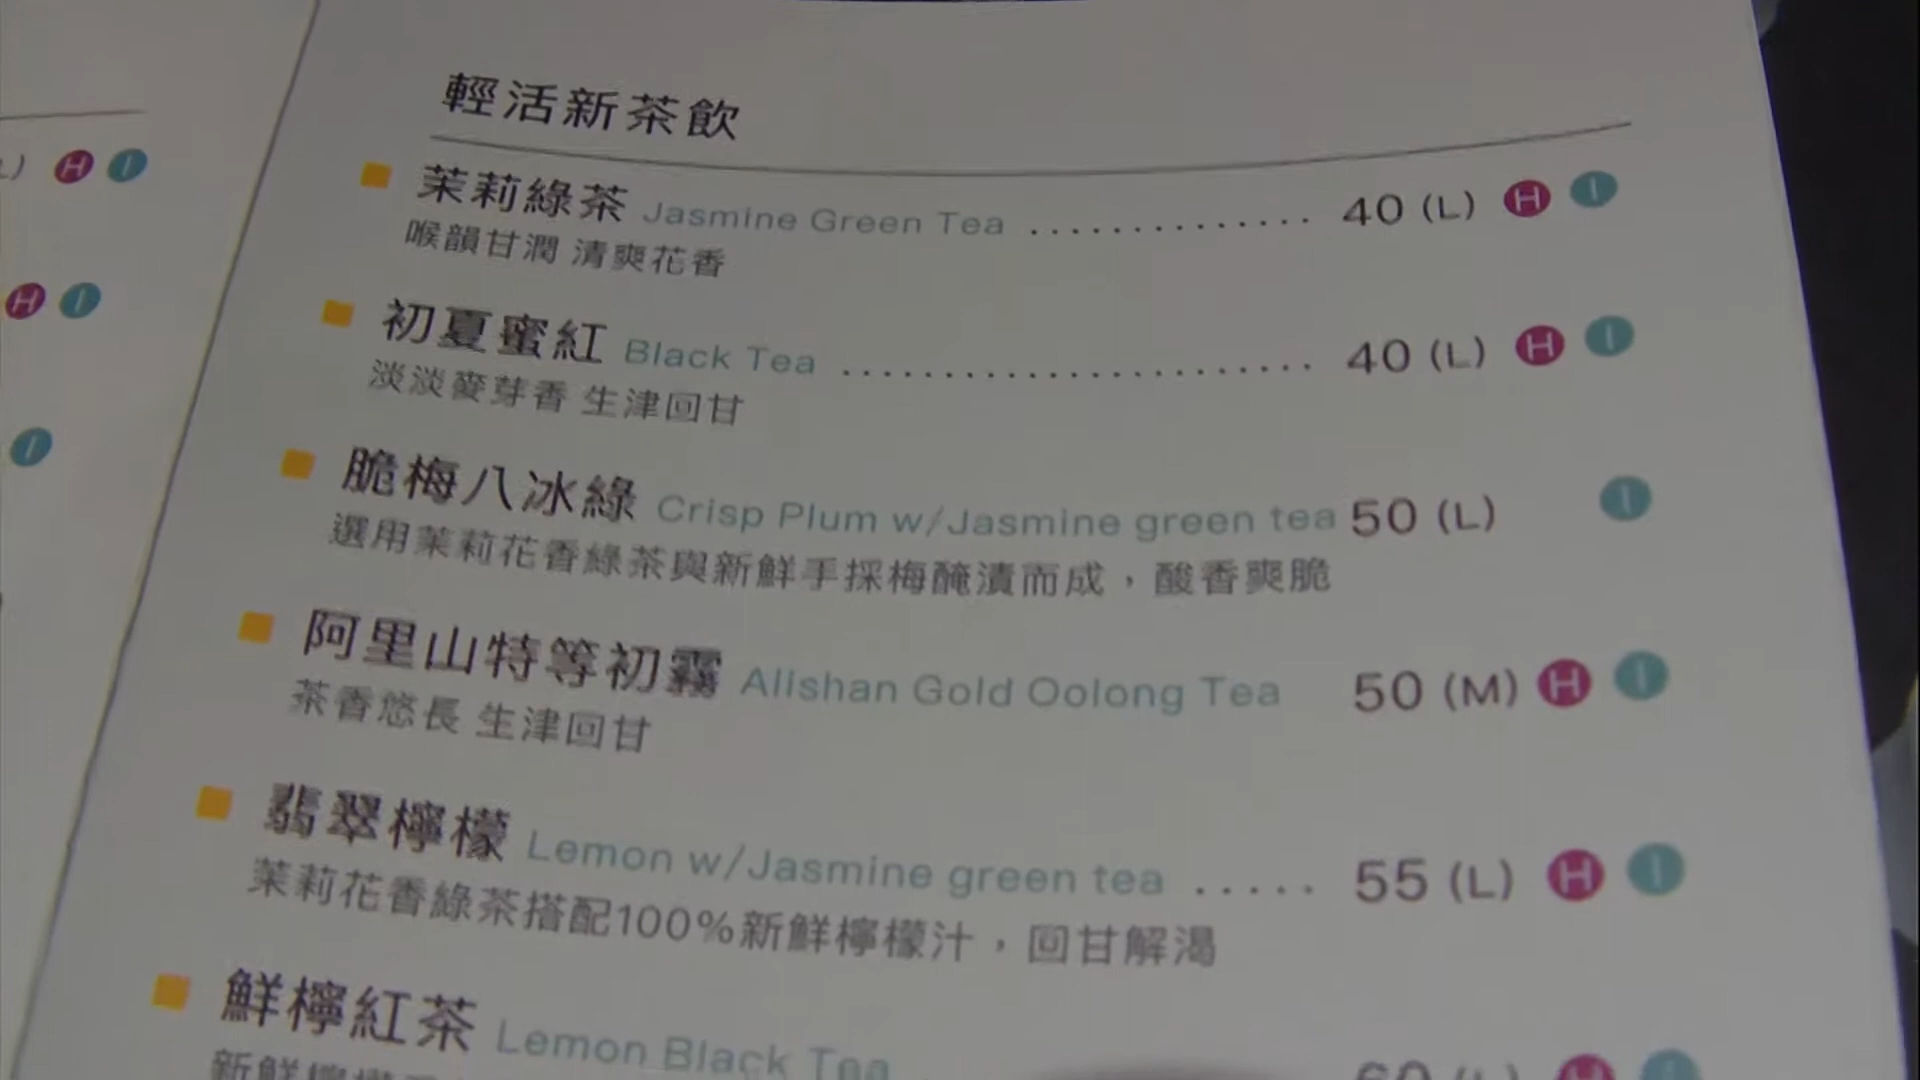 輕活新茶飲
茉莉綠茶 Jasmine Green Tea .............. 40 (L) H I
喉韻甘潤 清爽花香
初夏蜜紅 Black Tea ........................ 40 (L) H I
淡淡麥芽香 生津回甘
脆梅八冰綠 Crisp Plum w/Jasmine green tea 50 (L) I
選用茉莉花香綠茶與新鮮手採梅醃漬而成，酸香爽脆
阿里山特等初霧 Alishan Gold Oolong Tea 50 (M) H I
茶香悠長 生津回甘
翡翠檸檬 Lemon w/Jasmine green tea ..... 55 (L) H I
茉莉花香綠茶搭配100%新鮮檸檬汁，回甘解渴
鮮檸紅茶 Lemon Black Tea 60 (L) H I
新鮮檸檬
H I
H I
I